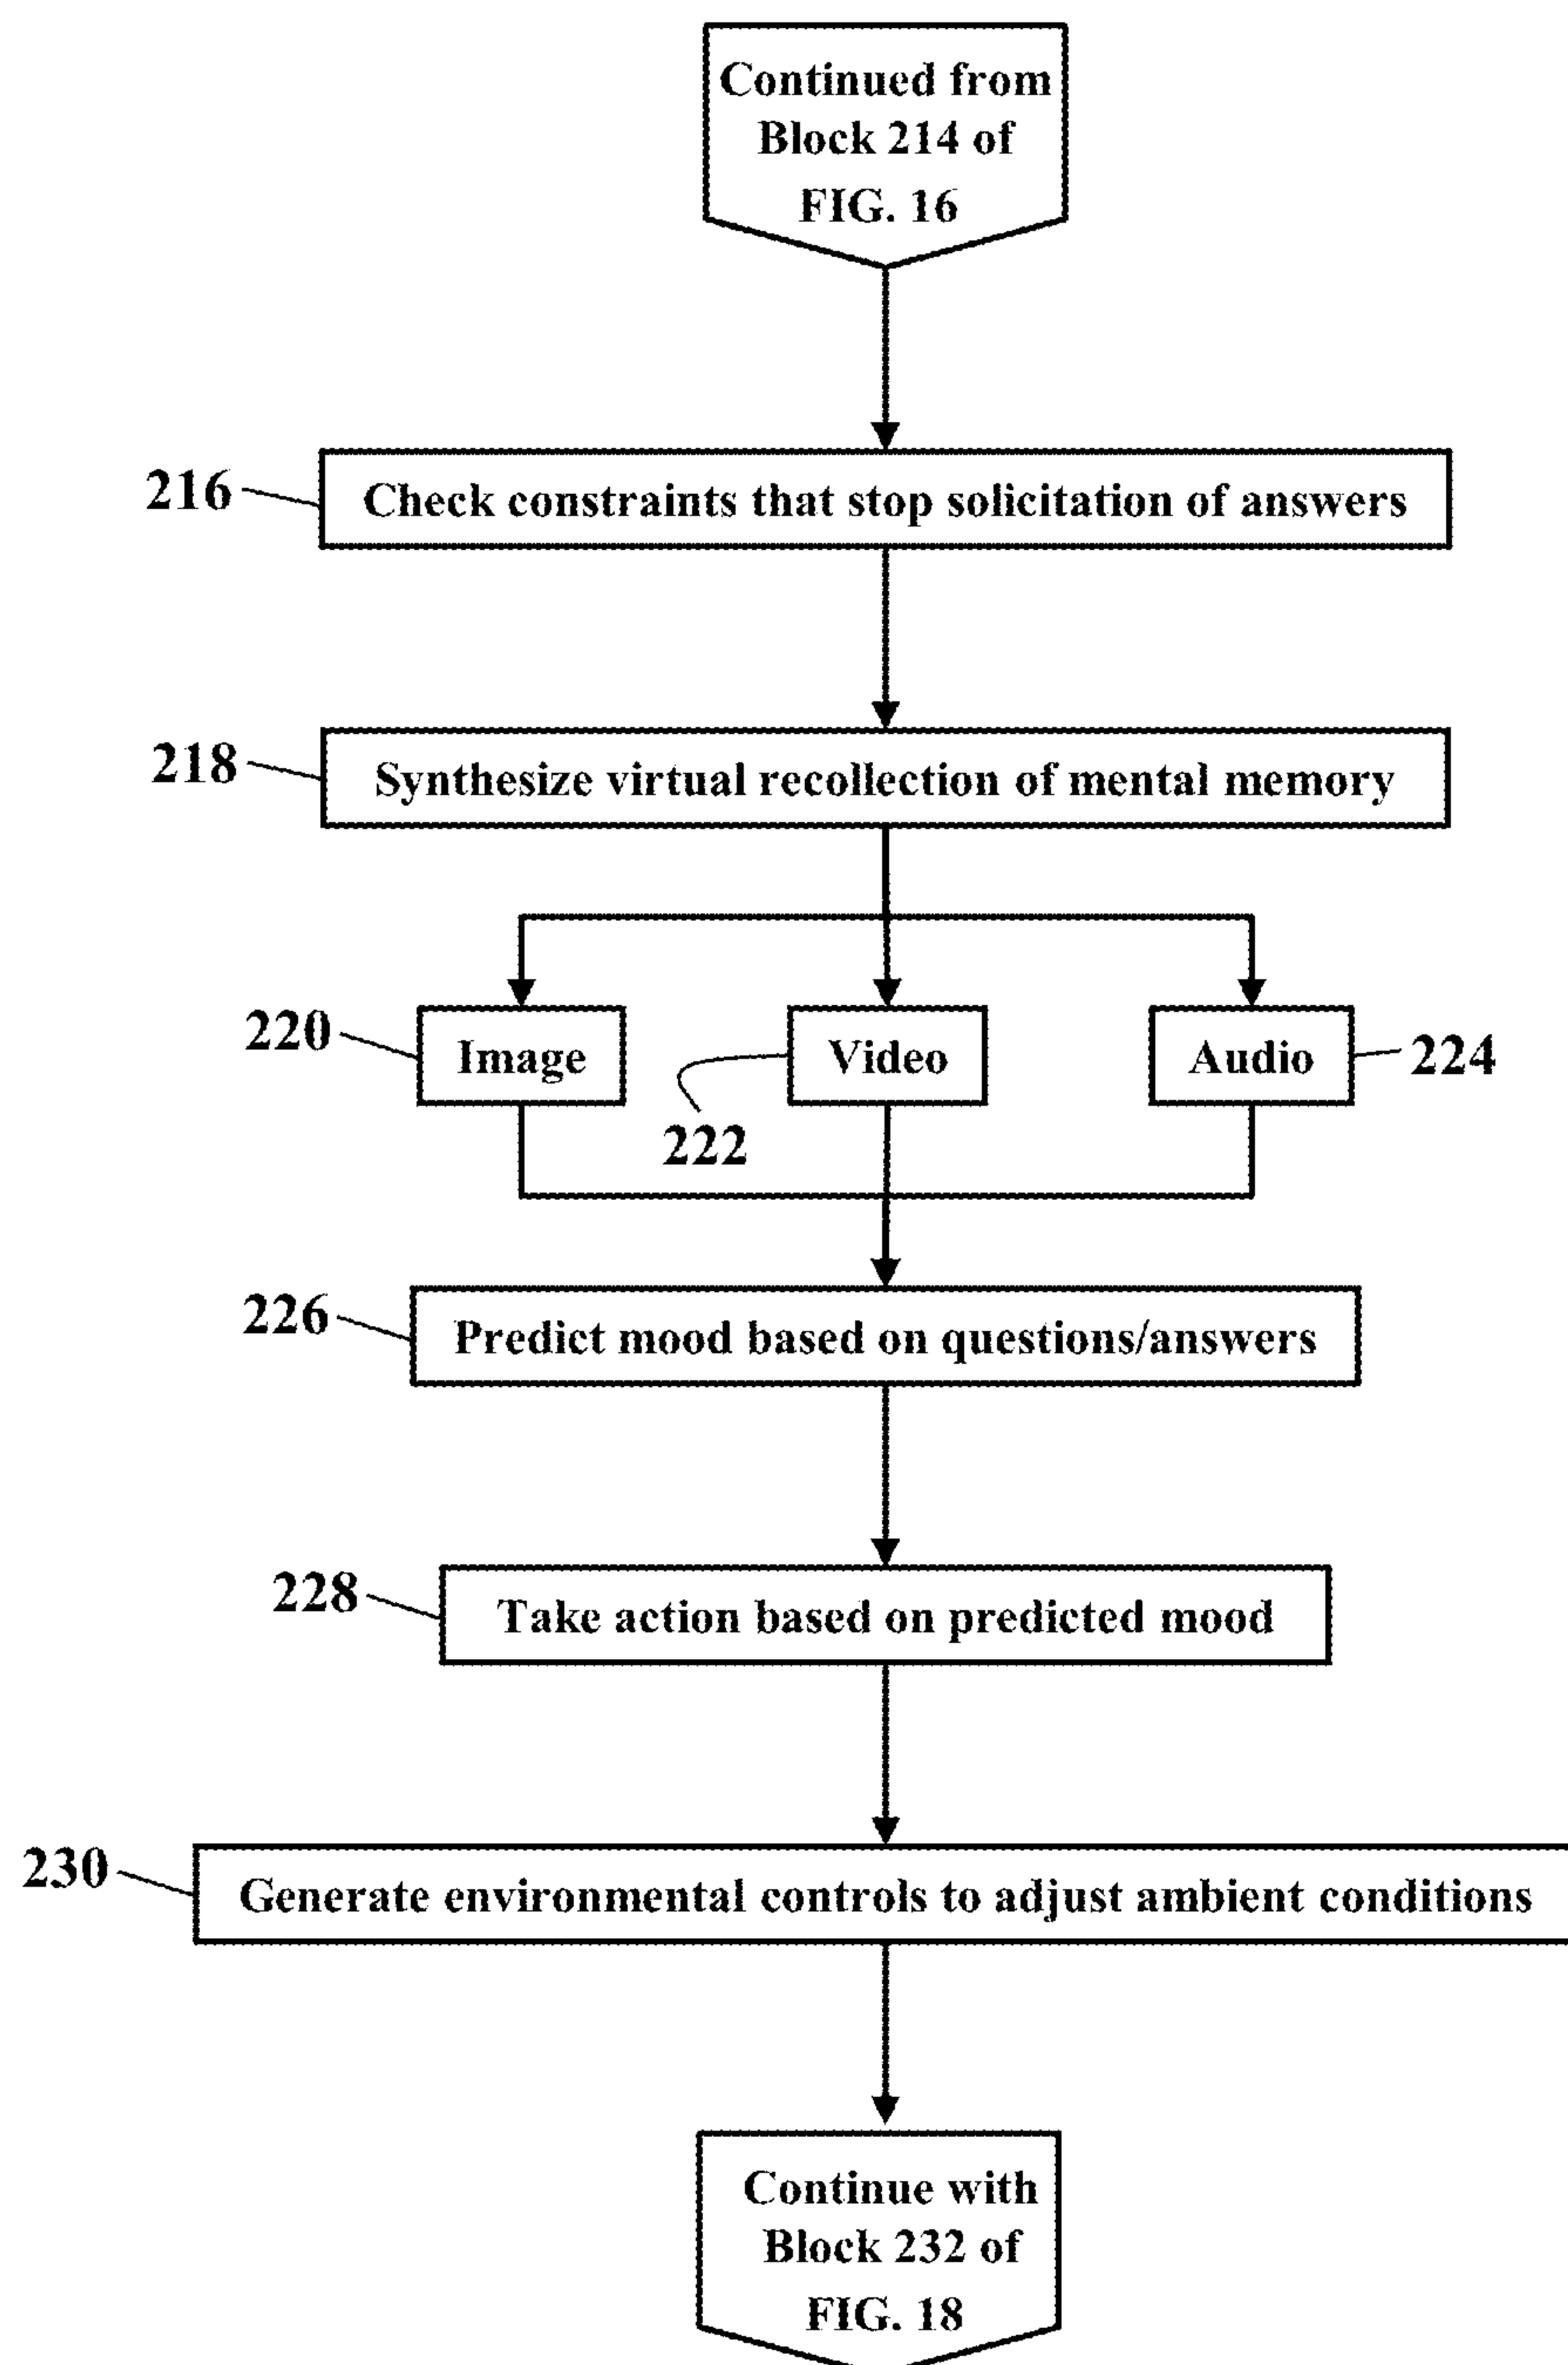 Continued from
Block 214 of
FIG. 16
216
Check constraints that stop solicitation of answers
218
Synthesize virtual recollection of mental memory
220
Image
Video
Audio
224
222
226
Predict mood based on questions/answers
228
Take action based on predicted mood
230
Generate environmental controls to adjust ambient conditions
Continue with
Block 232 of
FIG. 18